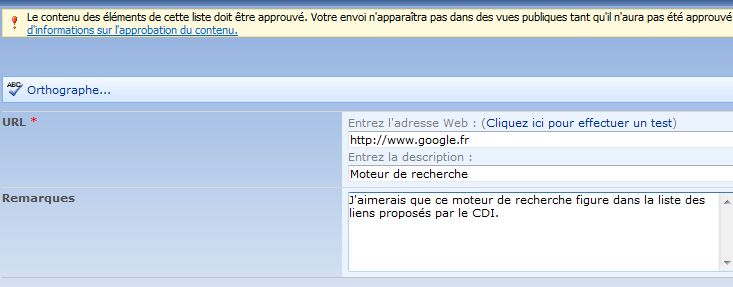 Le contenu des éléments de cette liste doit être approuvé. Votre envoi n'apparaîtra pas dans des vues publiques tant qu'il n'aura pas été approuvé
d'informations sur l'approbation du contenu.
ABC Orthographe...
URL *
Entrez l'adresse Web : (Cliquez ici pour effectuer un test)
http://www.google.fr
Entrez la description :
Moteur de recherche
Remarques
J'aimerais que ce moteur de recherche figure dans la liste des
liens proposés par le CDI.